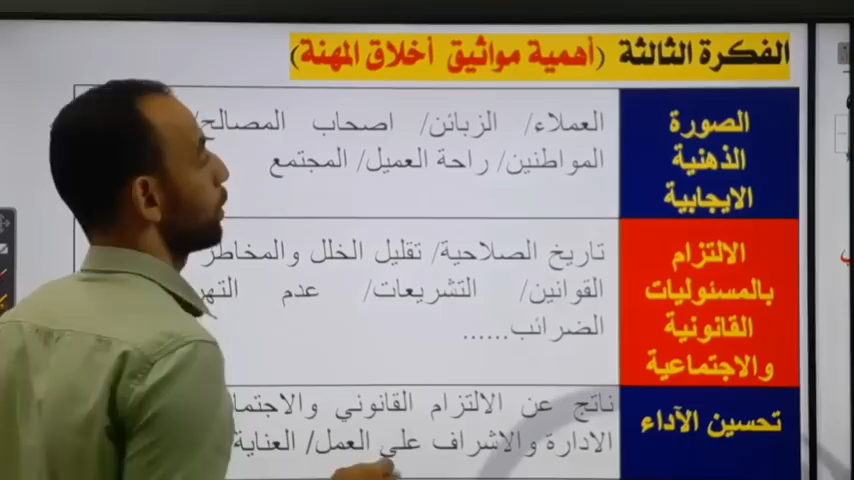 الفكرة الثالثة (أهمية مواثيق أخلاق المهنة)
الصورة
الذهنية
الايجابية
العملاء/ الزبائن/ اصحاب المصالح/
المواطنين/ راحة العميل/ المجتمع
الالتزام
بالمسئوليات
القانونية
والاجتماعية
تاريخ الصلاحية/ تقليل الخلل والمخاطر
القوانين/ التشريعات/ عدم
الضرائب......
تحسين الآداء
ناتج عن الالتزام القانوني
الادارة والاشراف علي العمل/ العناية